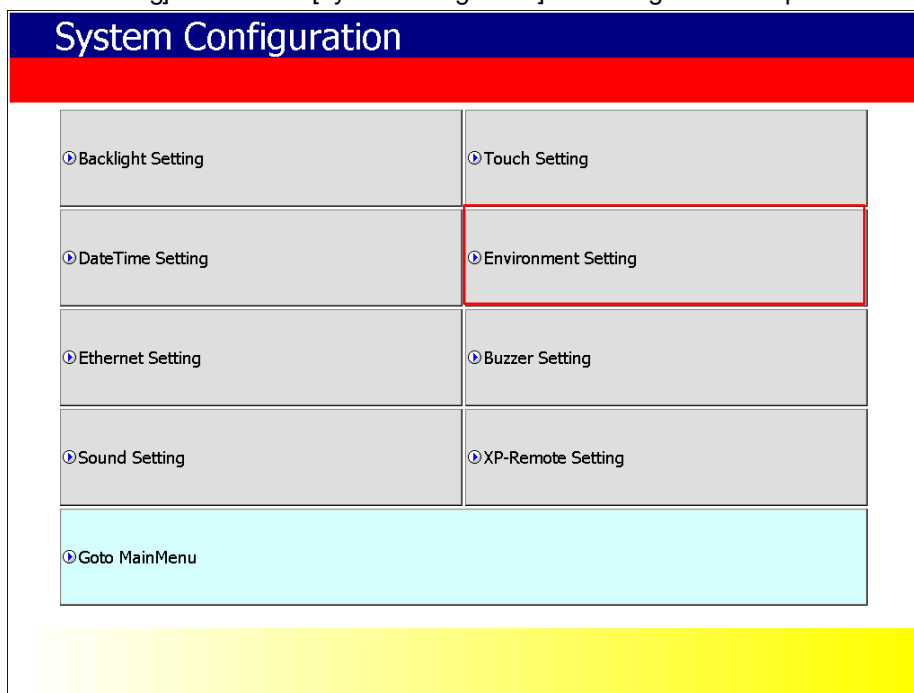 System Configuration
Backlight Setting
Touch Setting
DateTime Setting
Environment Setting
Ethernet Setting
Buzzer Setting
Sound Setting
XP-Remote Setting
Goto MainMenu